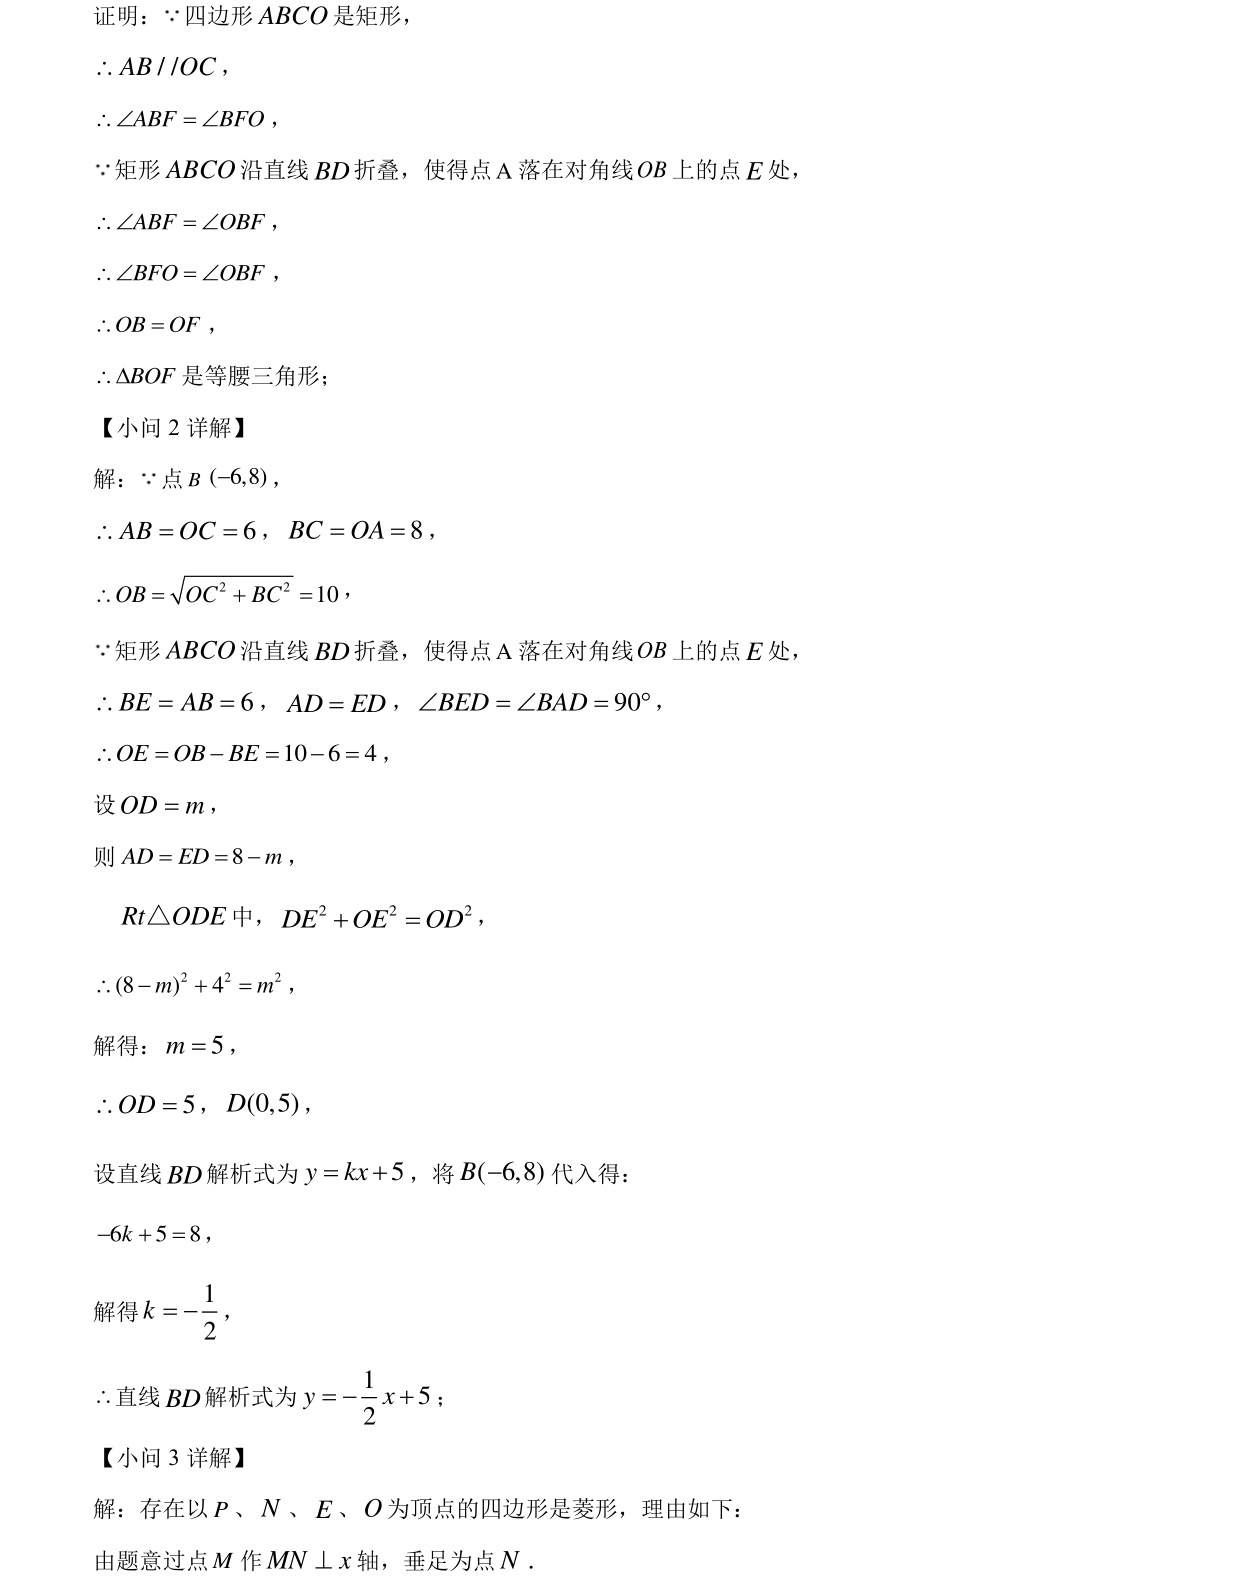 证明：∵四边形ABCO是矩形，
∴AB//OC，
∴∠ABF=∠BFO，
∵矩形ABCO沿直线BD折叠，使得点A落在对角线OB上的点E处，
∴∠ABF=∠OBF，
∴∠BFO=∠OBF，
∴OB=OF，
∴ΔBOF是等腰三角形；
【小问2详解】
解：∵点B (−6,8)，
∴AB=OC=6，BC=OA=8，
∴OB=√(OC²+BC²)=10，
∵矩形ABCO沿直线BD折叠，使得点A落在对角线OB上的点E处，
∴BE=AB=6，AD=ED，∠BED=∠BAD=90°，
∴OE=OB−BE=10−6=4，
设OD=m，
则AD=ED=8−m，
Rt△ODE中，DE²+OE²=OD²，
∴(8−m)²+4²=m²，
解得：m=5，
∴OD=5，D(0,5)，
设直线BD解析式为y=kx+5，将B(−6,8)代入得：
−6k+5=8，
解得k=−1/2，
∴直线BD解析式为y=−1/2x+5；
【小问3详解】
解：存在以P、N、E、O为顶点的四边形是菱形，理由如下：
由题意过点M作MN⊥x轴，垂足为点N．